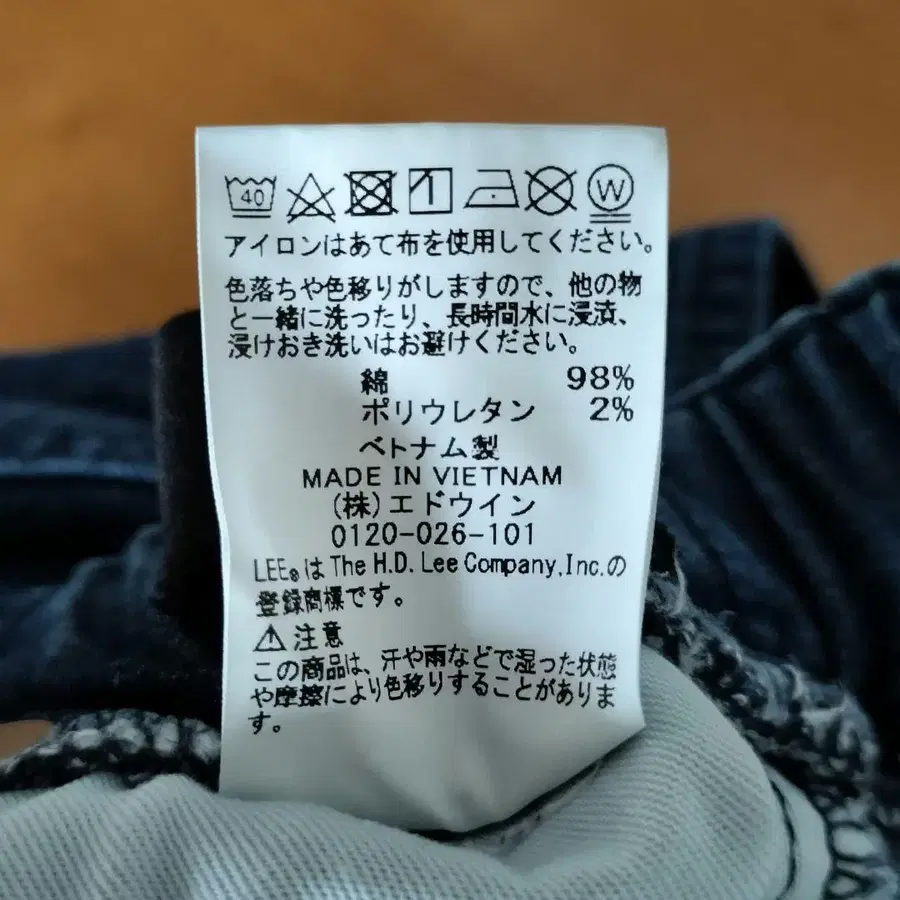 40 W
アイロンはあて布を使用してください。
色落ちや色移りがしますので、他の物
と一緒に洗ったり、長時間水に浸漬、
浸けおき洗いはお避けください。
綿 98%
ポリウレタン 2%
ベトナム製
MADE IN VIETNAM
(株)エドウイン
0120-026-101
LEE®は The H.D. Lee Company,Inc.の
登録商標です。
⚠注意
この商品は、汗や雨などで湿った状態
や摩擦により色移りすることがありま
す。